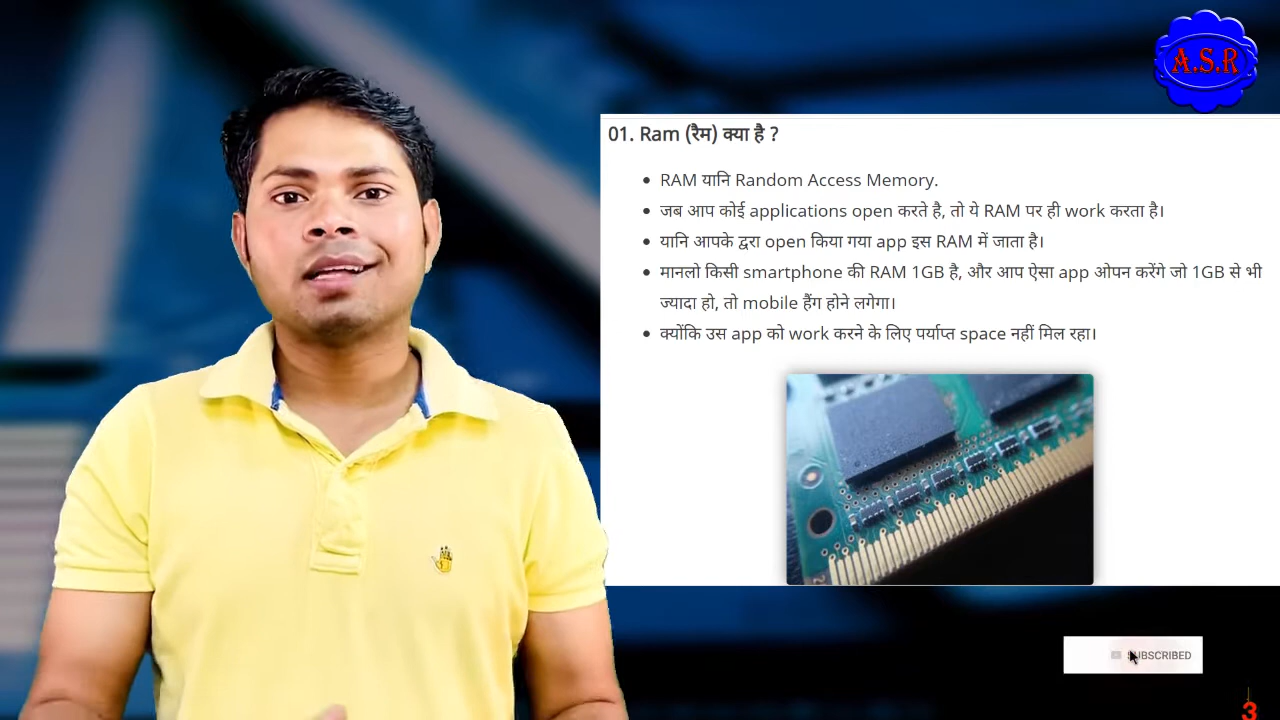 A.S.R
01. Ram (रैम) क्या है ?
RAM यानि Random Access Memory.
जब आप कोई applications open करते है, तो ये RAM पर ही work करता है।
यानि आपके द्वरा open किया गया app इस RAM में जाता है।
मानलो किसी smartphone की RAM 1GB है, और आप ऐसा app ओपन करेंगे जो 1GB से भी
ज्यादा हो, तो mobile हैंग होने लगेगा।
क्योंकि उस app को work करने के लिए पर्याप्त space नहीं मिल रहा।
SUBSCRIBED
3